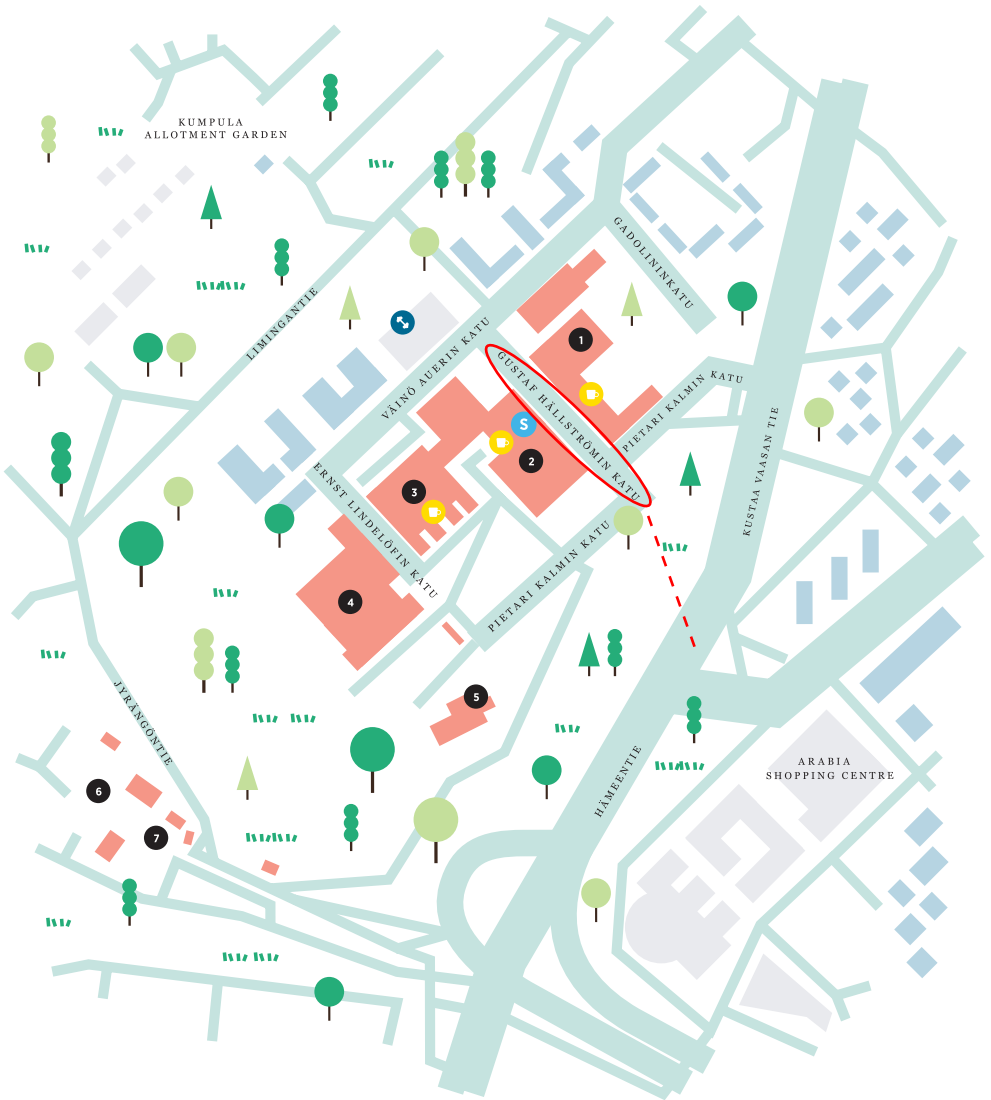 KUMPULA
ALLOTMENT GARDEN
GADOLININKATU
LIMINGANTIE
VÄINÖ AUERIN KATU
1
GUSTAF HÄLLSTRÖMIN KATU
PIETARI KALMIN KATU
S
2
KUSTAA VAASAN TIE
ERNST LINDELÖFIN KATU
3
PIETARI KALMIN KATU
4
JYRÄNGÖNTIE
5
HÄMEENTIE
ARABIA
SHOPPING CENTRE
6
7